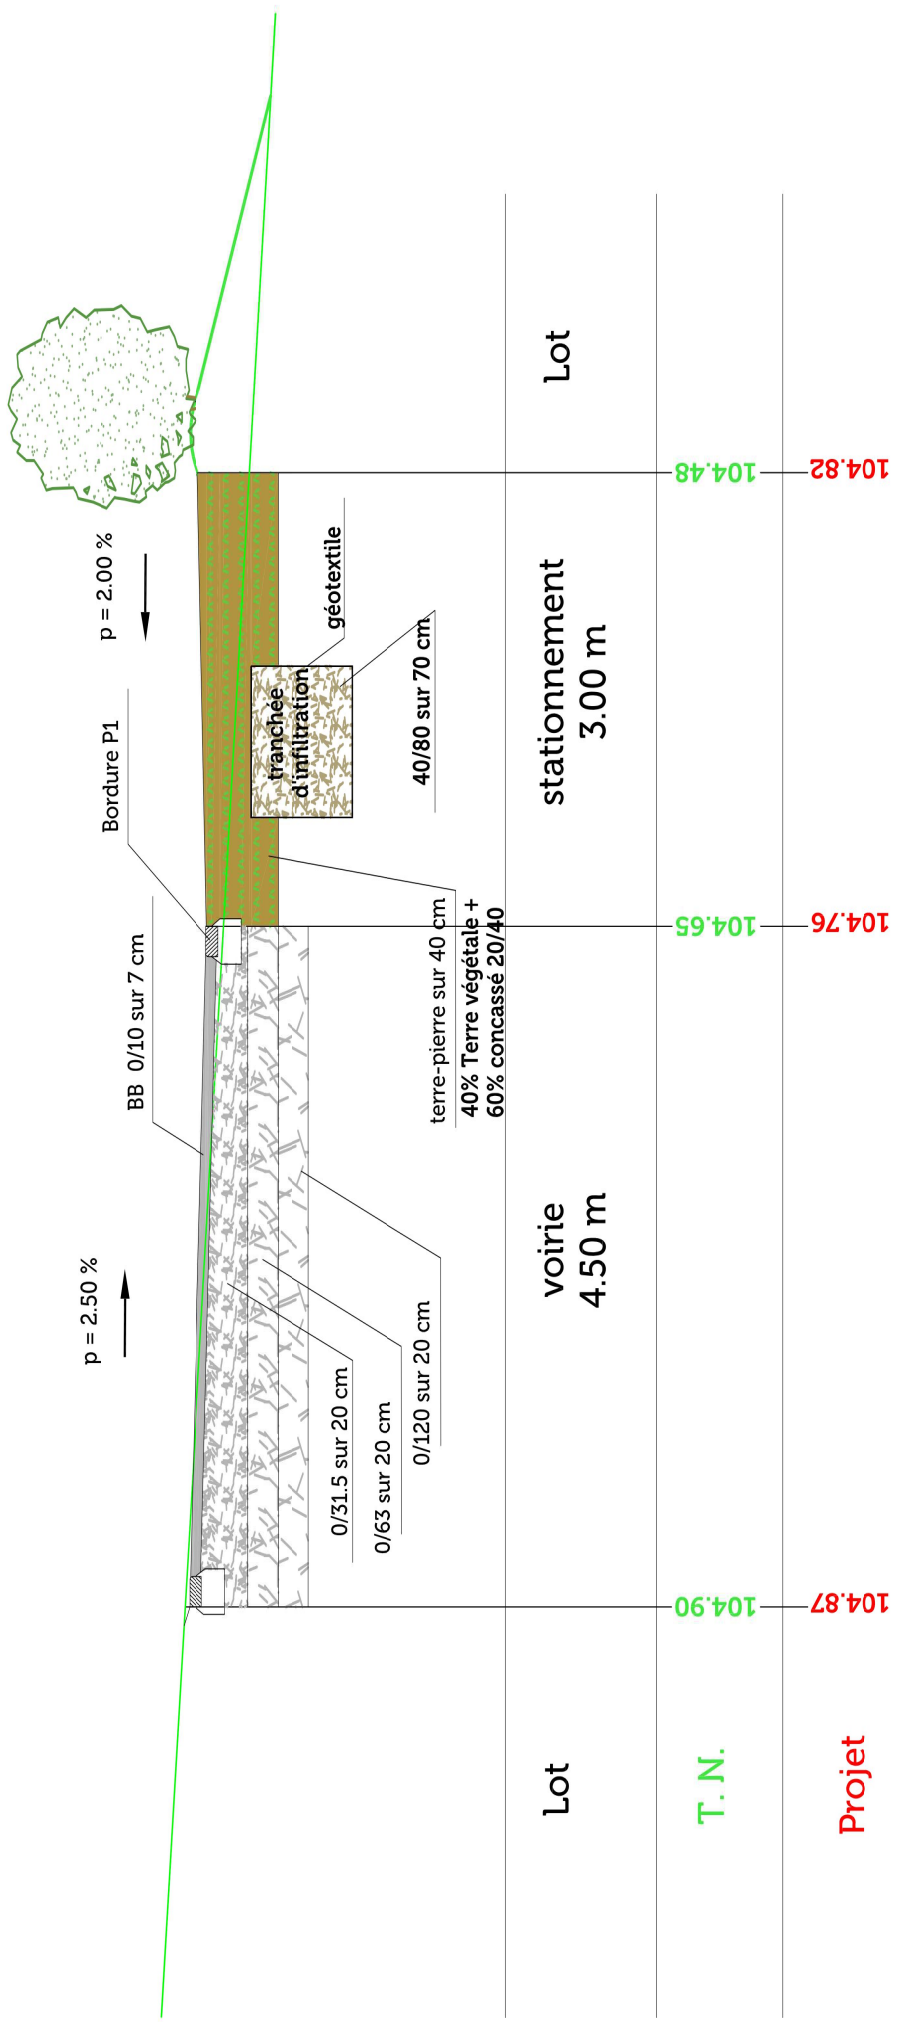 p = 2.50 %
p = 2.00 %
BB  0/10 sur 7 cm
Bordure P1
tranchée
d'infiltration
géotextile
40/80 sur 70 cm
0/31.5 sur 20 cm
0/63 sur 20 cm
0/120 sur 20 cm
terre-pierre sur 40 cm
40% Terre végétale +
60% concassé 20/40
Lot
voirie
4.50 m
stationnement
3.00 m
Lot
T. N.
104.90
104.65
104.48
Projet
104.87
104.76
104.82